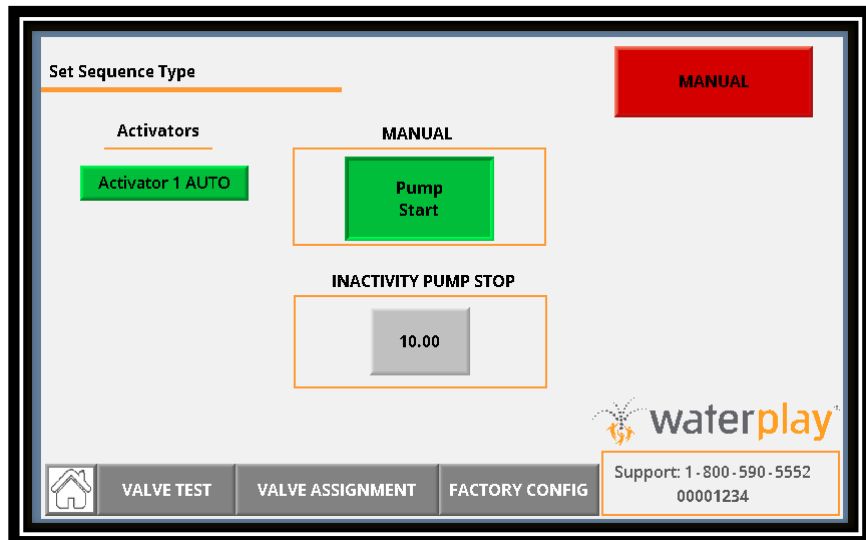 Set Sequence Type
MANUAL
Activators
MANUAL
Activator 1 AUTO
Pump
Start
INACTIVITY PUMP STOP
10.00
waterplay
VALVE TEST
VALVE ASSIGNMENT
FACTORY CONFIG
Support: 1-800-590-5552
00001234